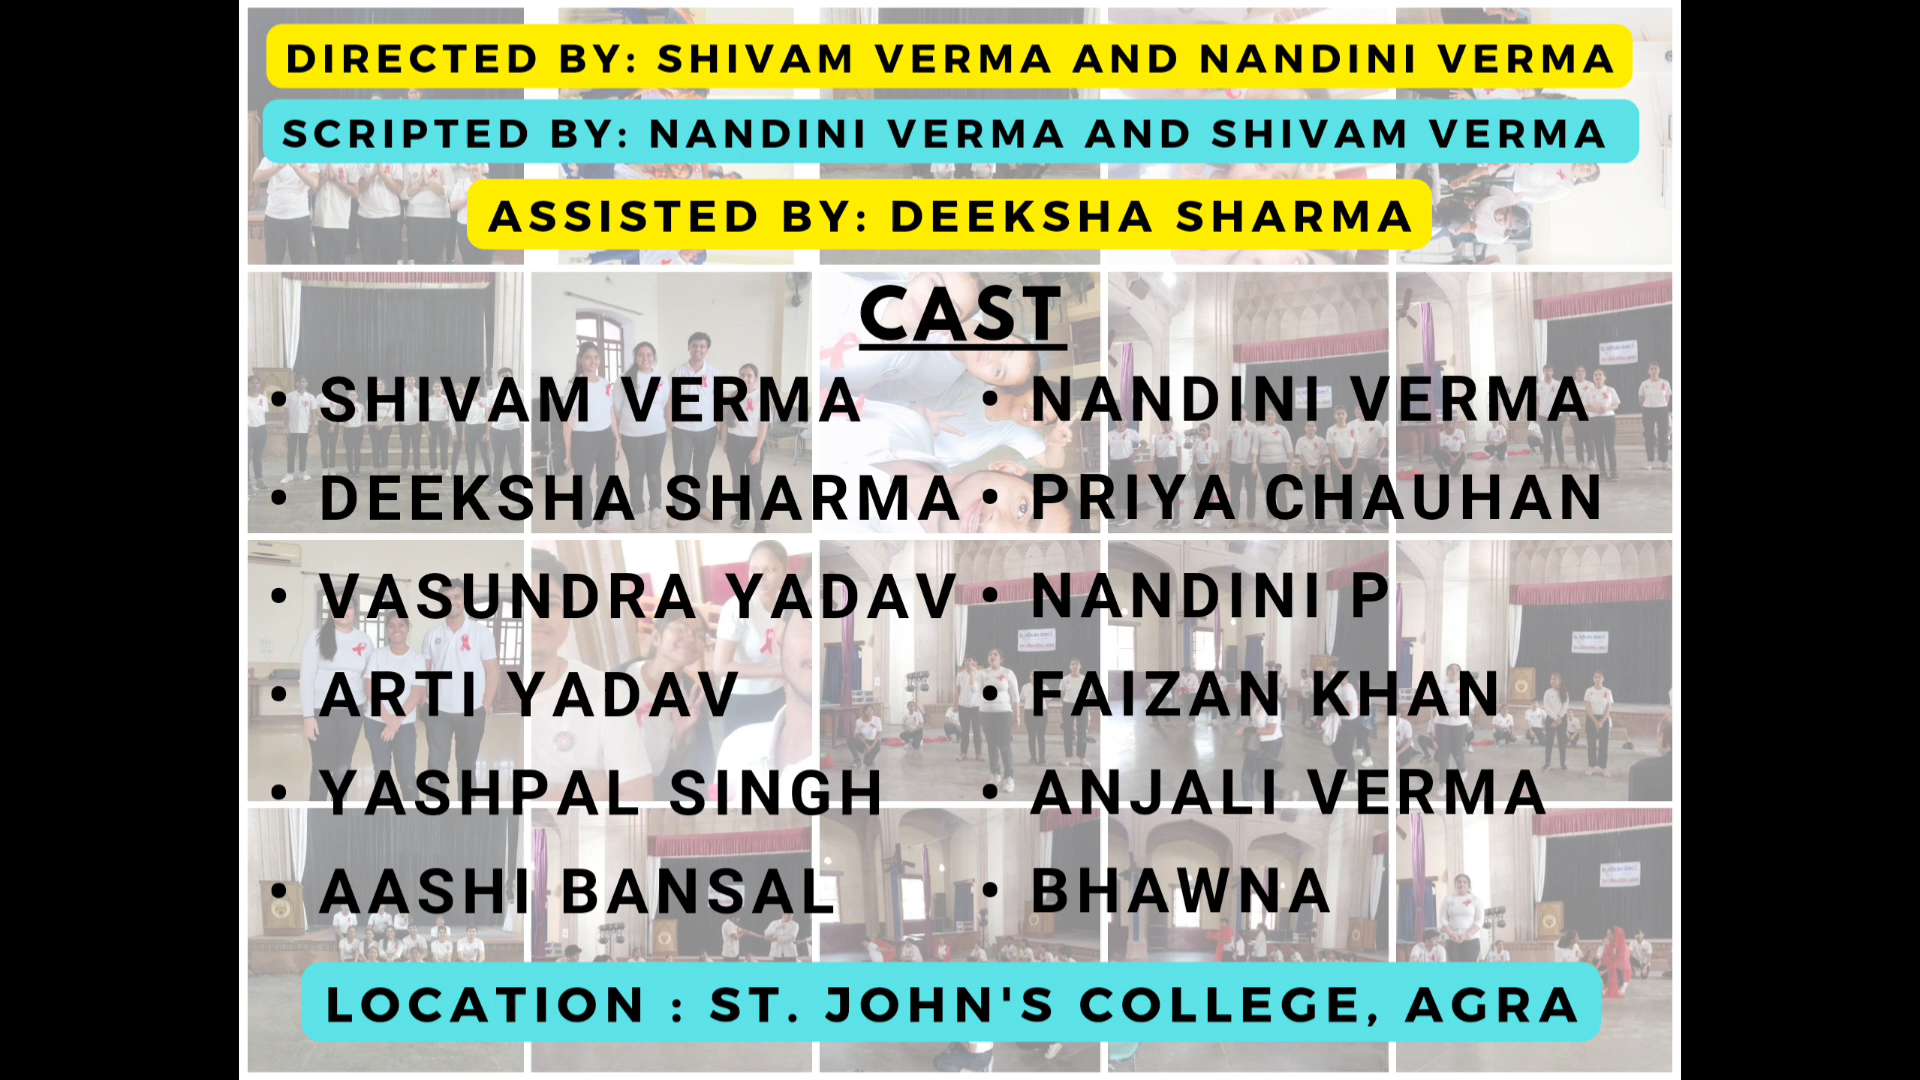 DIRECTED BY: SHIVAM VERMA AND NANDINI VERMA
SCRIPTED BY: NANDINI VERMA AND SHIVAM VERMA
ASSISTED BY: DEEKSHA SHARMA
CAST
• SHIVAM VERMA
• DEEKSHA SHARMA
• VASUNDRA YADAV
• ARTI YADAV
• YASHPAL SINGH
• AASHI BANSAL
• NANDINI VERMA
• PRIYA CHAUHAN
• NANDINI P
• FAIZAN KHAN
• ANJALI VERMA
• BHAWNA
LOCATION : ST. JOHN'S COLLEGE, AGRA